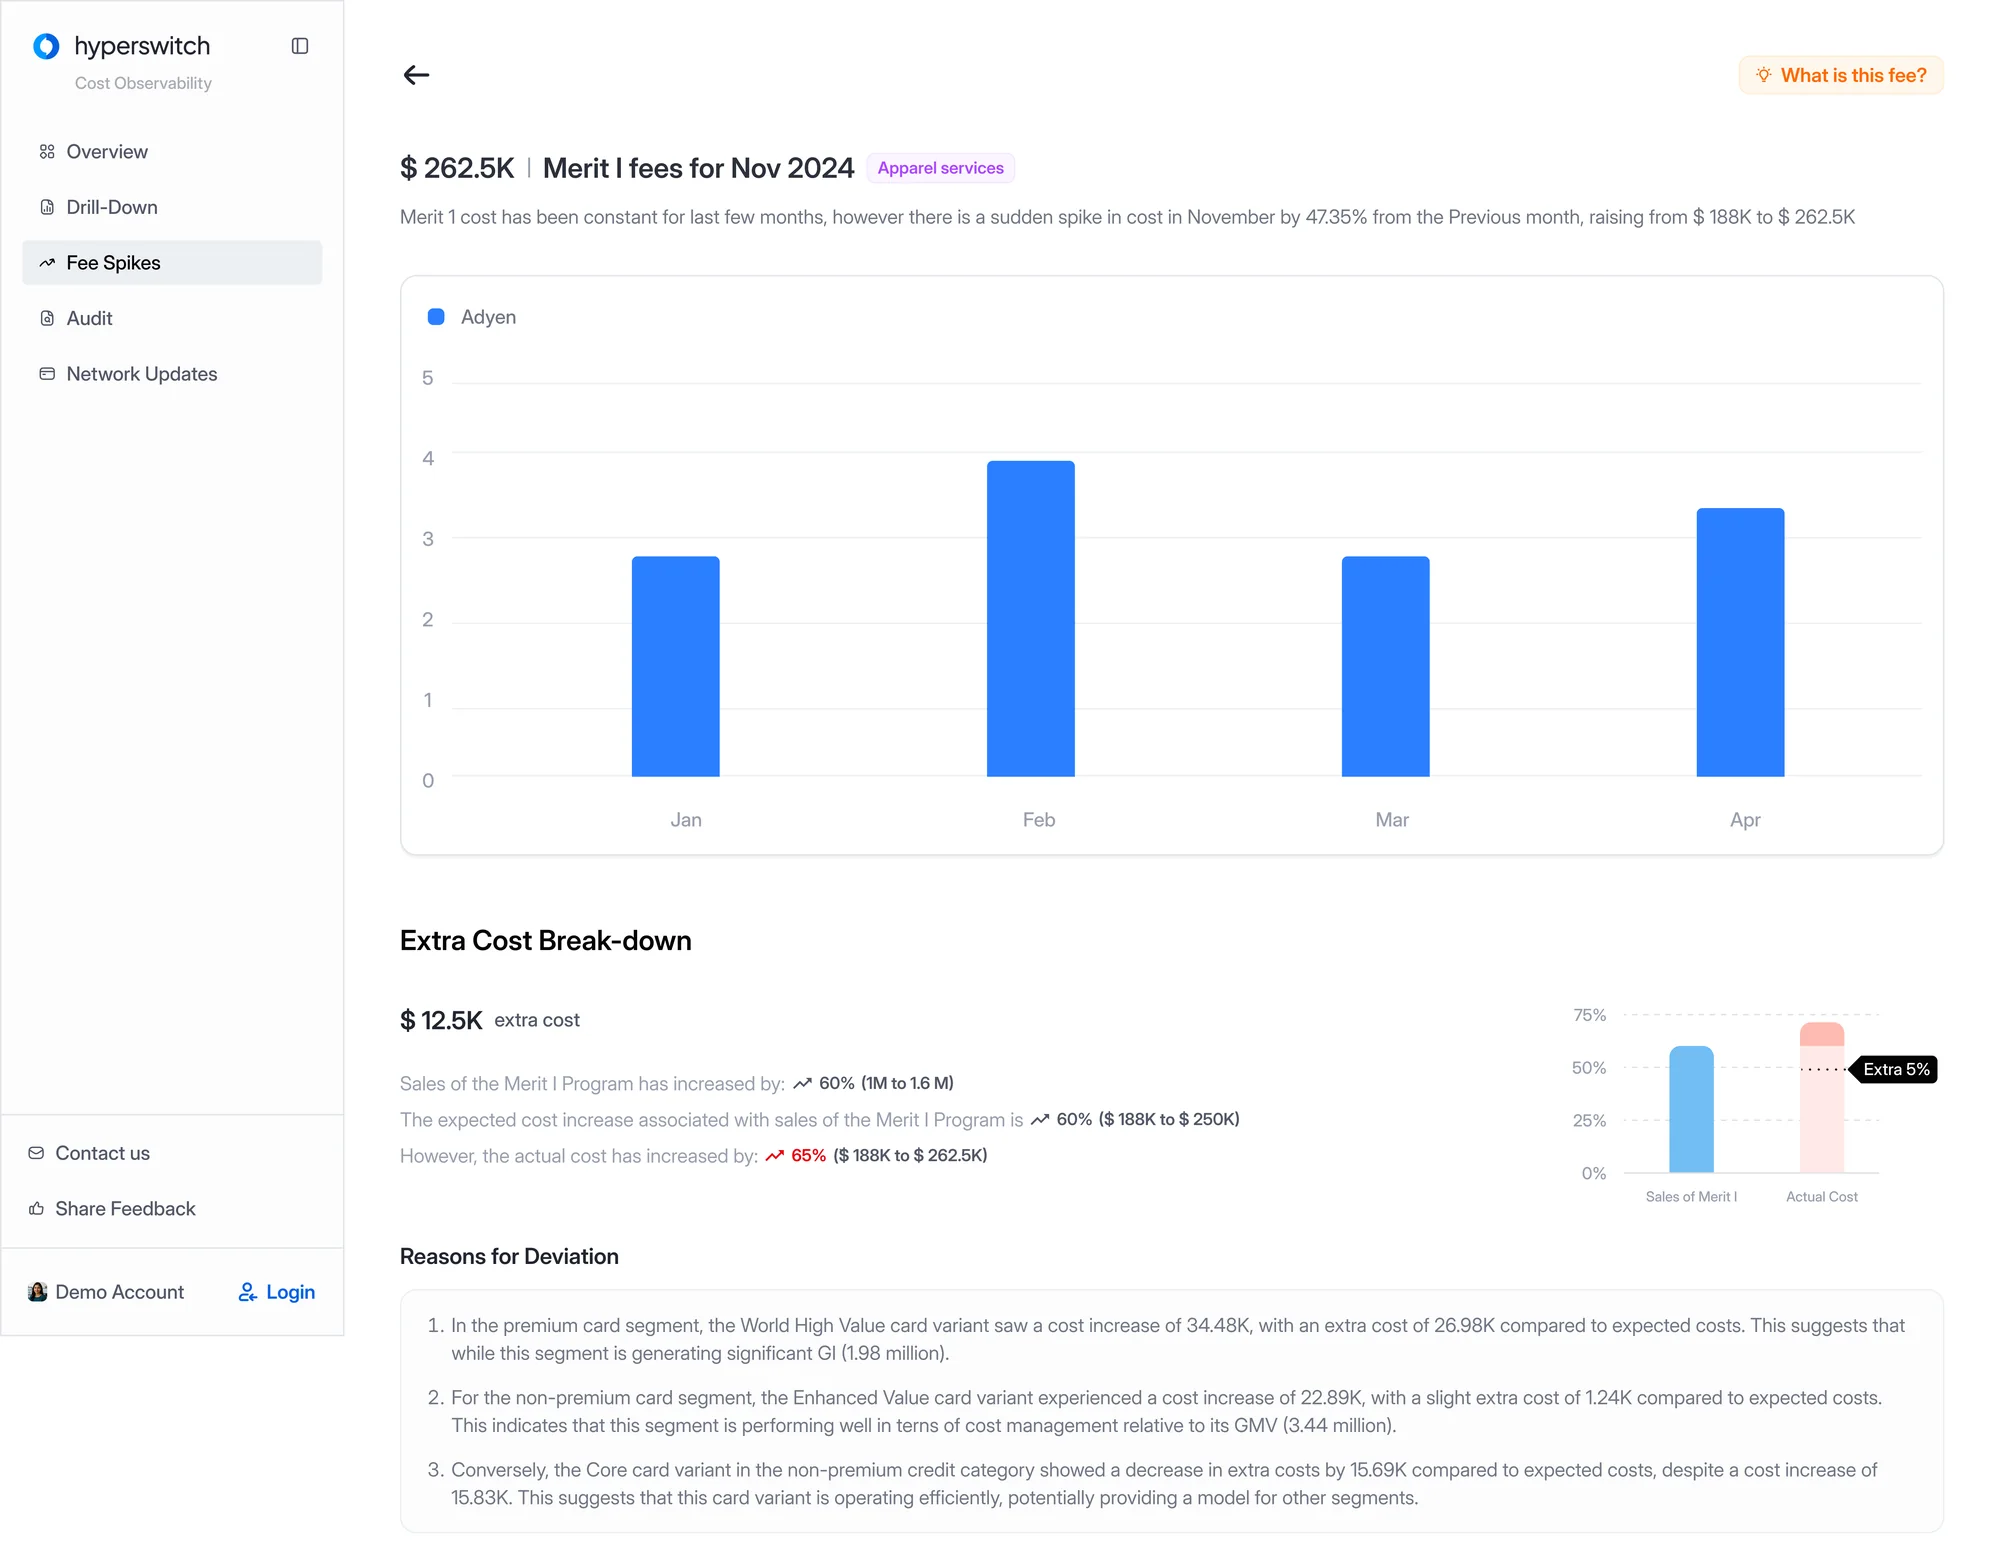 hyperswitch
Cost Observability
Overview
Drill-Down
Fee Spikes
Audit
Network Updates
Contact us
Share Feedback
Demo Account
Login
What is this fee?
$ 262.5K | Merit I fees for Nov 2024
Apparel services
Merit 1 cost has been constant for last few months, however there is a sudden spike in cost in November by 47.35% from the Previous month, raising from $ 188K to $ 262.5K
Adyen
5
4
3
2
1
0
Jan
Feb
Mar
Apr
Extra Cost Break-down
$ 12.5K extra cost
Sales of the Merit I Program has increased by: 60% (1M to 1.6 M)
The expected cost increase associated with sales of the Merit I Program is 60% ($ 188K to $ 250K)
However, the actual cost has increased by: 65% ($ 188K to $ 262.5K)
75%
50%
25%
0%
Extra 5%
Sales of Merit I
Actual Cost
Reasons for Deviation
1. In the premium card segment, the World High Value card variant saw a cost increase of 34.48K, with an extra cost of 26.98K compared to expected costs. This suggests that
while this segment is generating significant GI (1.98 million).
2. For the non-premium card segment, the Enhanced Value card variant experienced a cost increase of 22.89K, with a slight extra cost of 1.24K compared to expected costs.
This indicates that this segment is performing well in terns of cost management relative to its GMV (3.44 million).
3. Conversely, the Core card variant in the non-premium credit category showed a decrease in extra costs by 15.69K compared to expected costs, despite a cost increase of
15.83K. This suggests that this card variant is operating efficiently, potentially providing a model for other segments.